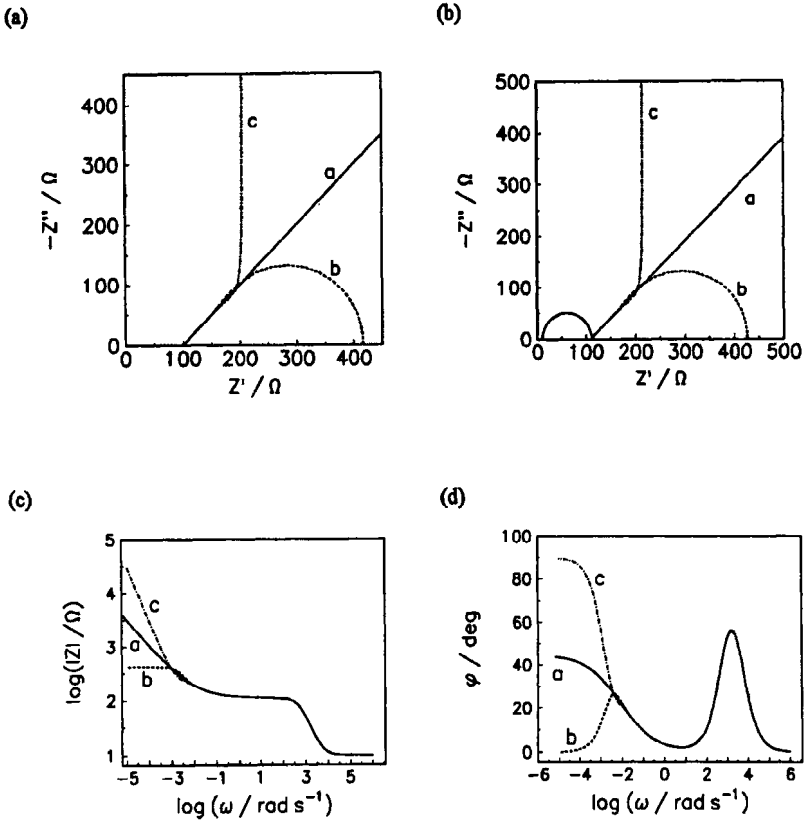 (a)
400
300
200
100
0
-Z'' / Ω
c
a
b
0 100 200 300 400
Z' / Ω
(b)
500
400
300
200
100
0
-Z'' / Ω
c
a
b
0 100 200 300 400 500
Z' / Ω
(c)
5
4
3
2
1
log(|Z| / Ω)
c
a
b
-5 -3 -1 1 3 5
log (ω / rad s⁻¹)
(d)
100
80
60
40
20
0
φ / deg
c
a
b
-6 -4 -2 0 2 4 6
log (ω / rad s⁻¹)